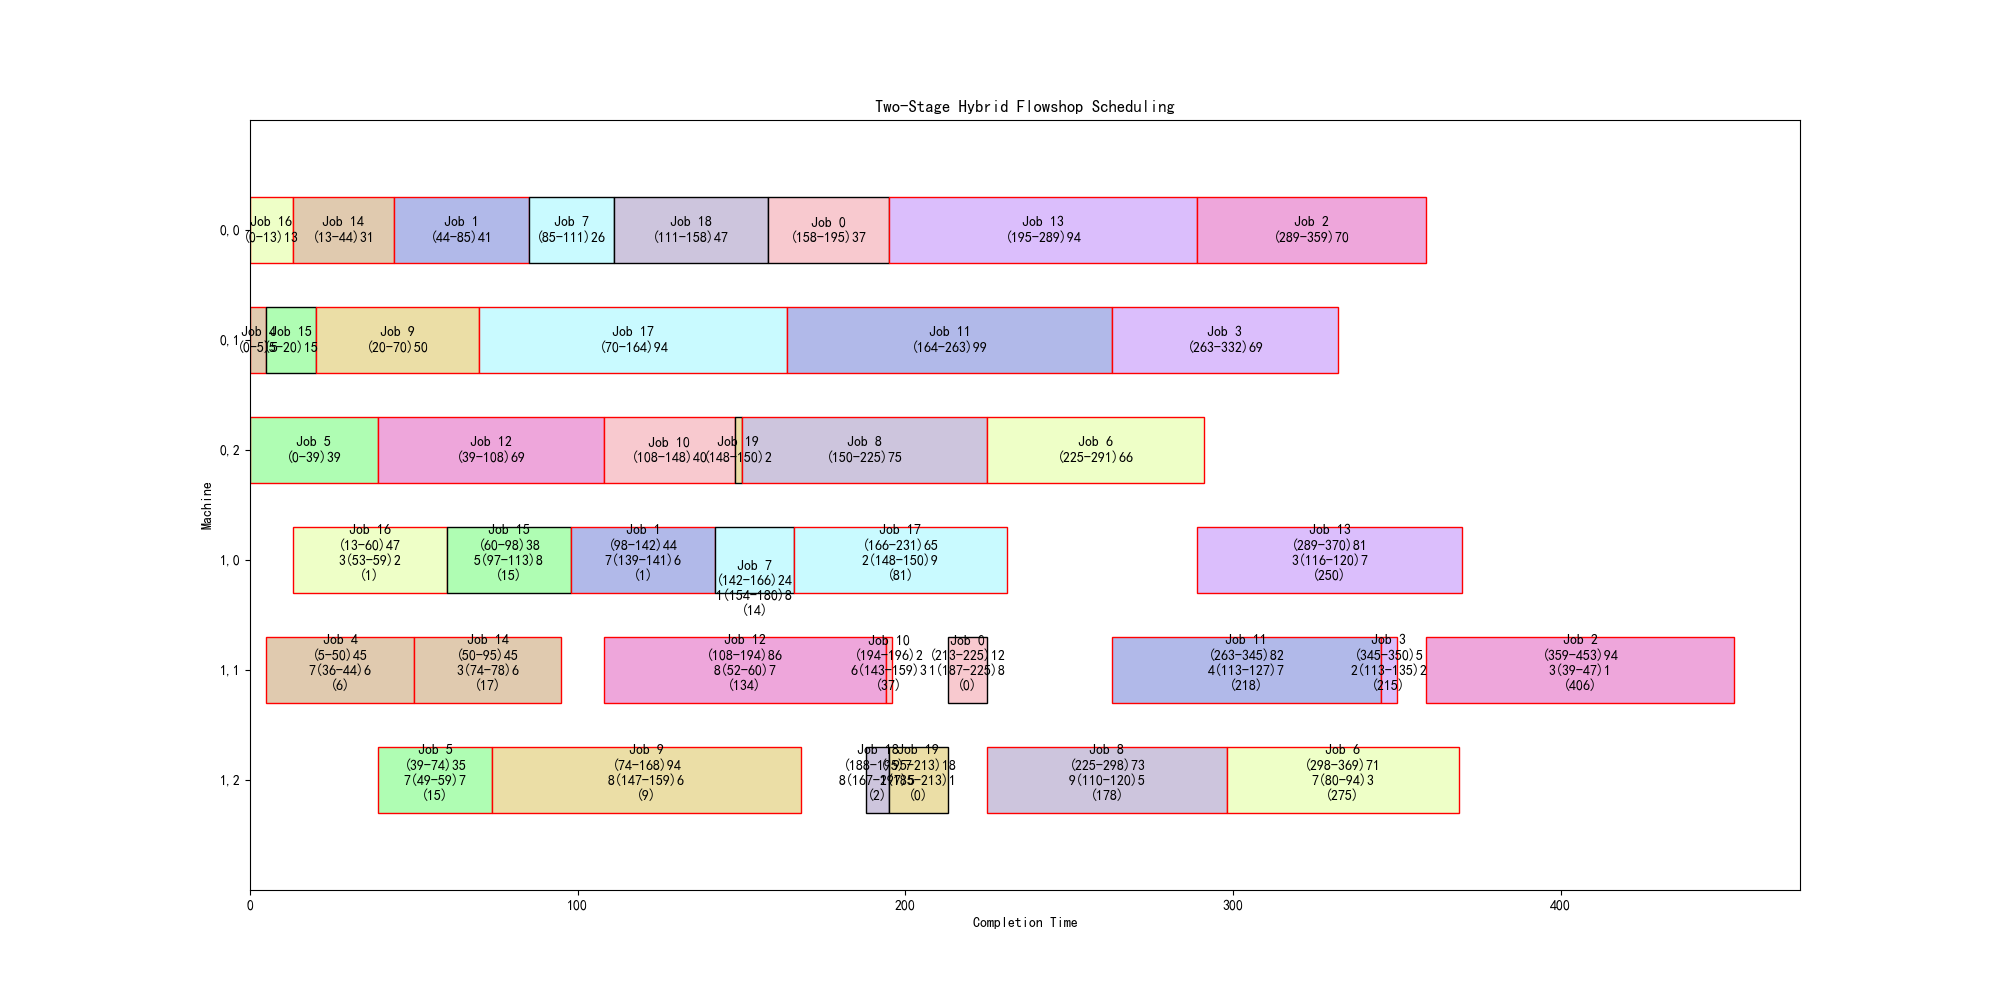 Two-Stage Hybrid Flowshop Scheduling
Machine
0,0
Job 16
(0-13)13
Job 14
(13-44)31
Job 1
(44-85)41
Job 7
(85-111)26
Job 18
(111-158)47
Job 0
(158-195)37
Job 13
(195-289)94
Job 2
(289-359)70
0,1
Job 4
(0-5)5
Job 15
(5-20)15
Job 9
(20-70)50
Job 17
(70-164)94
Job 11
(164-263)99
Job 3
(263-332)69
0,2
Job 5
(0-39)39
Job 12
(39-108)69
Job 10
(108-148)40
Job 19
(148-150)2
Job 8
(150-225)75
Job 6
(225-291)66
1,0
Job 16
(13-60)47
3(53-59)2
(1)
Job 15
(60-98)38
5(97-113)8
(15)
Job 1
(98-142)44
7(139-141)6
(1)
Job 7
(142-166)24
1(154-180)8
(14)
Job 17
(166-231)65
2(148-150)9
(81)
Job 13
(289-370)81
3(116-120)7
(250)
1,1
Job 4
(5-50)45
7(36-44)6
(6)
Job 14
(50-95)45
3(74-78)6
(17)
Job 12
(108-194)86
8(52-60)7
(134)
Job 10
(194-196)2
6(143-159)3
(37)
Job 0
(213-225)12
1(187-225)8
(0)
Job 11
(263-345)82
4(113-127)7
(218)
Job 3
(345-350)5
2(113-135)2
(215)
Job 2
(359-453)94
3(39-47)1
(406)
1,2
Job 5
(39-74)35
7(49-59)7
(15)
Job 9
(74-168)94
8(147-159)6
(9)
Job 18
(188-195)7
(2)
Job 19
(195-213)18
(0)
Job 8
(225-298)73
9(110-120)5
(178)
Job 6
(298-369)71
7(80-94)3
(275)
0
100
200
300
400
Completion Time